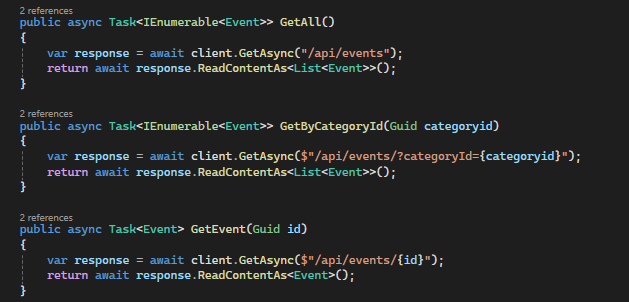 2 references
public async Task<IEnumerable<Event>> GetAll()
{
    var response = await client.GetAsync("/api/events");
    return await response.ReadContentAs<List<Event>>();
}
2 references
public async Task<IEnumerable<Event>> GetByCategoryId(Guid categoryid)
{
    var response = await client.GetAsync($"/api/events/?categoryId={categoryid}");
    return await response.ReadContentAs<List<Event>>();
}
2 references
public async Task<Event> GetEvent(Guid id)
{
    var response = await client.GetAsync($"/api/events/{id}");
    return await response.ReadContentAs<Event>();
}